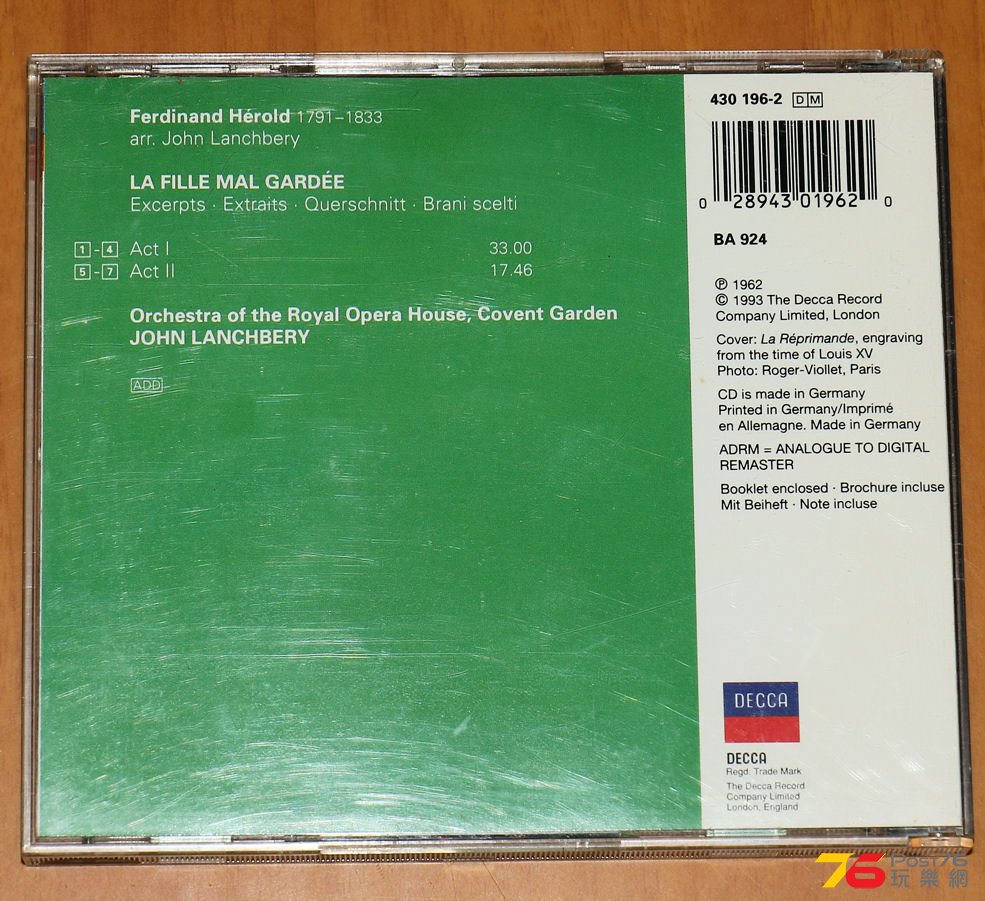 Ferdinand Hérold 1791–1833
arr. John Lanchbery
LA FILLE MAL GARDÉE
Excerpts · Extraits · Querschnitt · Brani scelti
1-4 Act I 33.00
5-7 Act II 17.46
Orchestra of the Royal Opera House, Covent Garden
JOHN LANCHBERY
ADD
430 196-2 DM
0 28943 01962 0
BA 924
℗ 1962
© 1993 The Decca Record
Company Limited, London
Cover: La Réprimande, engraving
from the time of Louis XV
Photo: Roger-Viollet, Paris
CD is made in Germany
Printed in Germany/Imprimé
en Allemagne. Made in Germany
ADRM = ANALOGUE TO DIGITAL
REMASTER
Booklet enclosed · Brochure incluse
Mit Beiheft · Note incluse
DECCA
DECCA
Regd. Trade Mark
The Decca Record
Company Limited
London, England
76 Post76
玩樂網